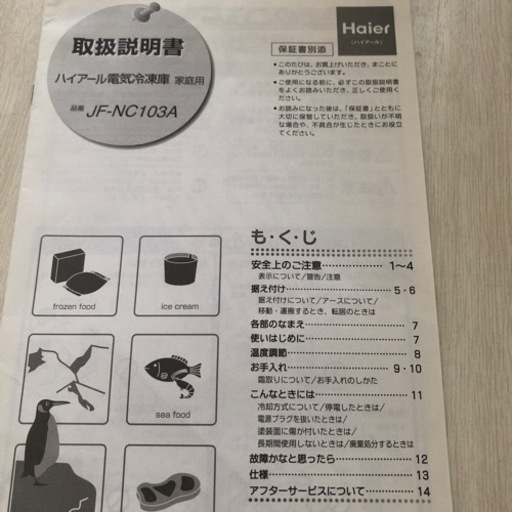 取扱説明書
ハイアール電気冷凍庫 家庭用
品番 JF-NC103A
Haier
(ハイアール)
保証書別添
●このたびは、お買上げいただき、まことに
ありがとうございます。
●ご使用になる前に、必ずこの取扱説明書
をよくお読みいただき、正しくご使用く
ださい。
●お読みになった後は、「保証書」とともに
大切に保管していただき、取扱いが不明
な場合や、不具合が生じたときにお役立
てください。
も・く・じ
安全上のご注意 1〜4
表示について/警告/注意
据え付け 5・6
据え付けについて/アースについて/
移動・運搬するとき、転居のときは
各部のなまえ 7
使いはじめに 7
温度調節 8
お手入れ 9・10
霜取りについて/お手入れのしかた
こんなときには 11
冷却方式について/停電したときは/
電源プラグを抜いたときは/
塗装面に傷が付いたときは/
長期間使用しないときは/廃棄処分するときは
故障かなと思ったら 12
仕様 13
アフターサービスについて 14
frozen food
ice cream
sea food